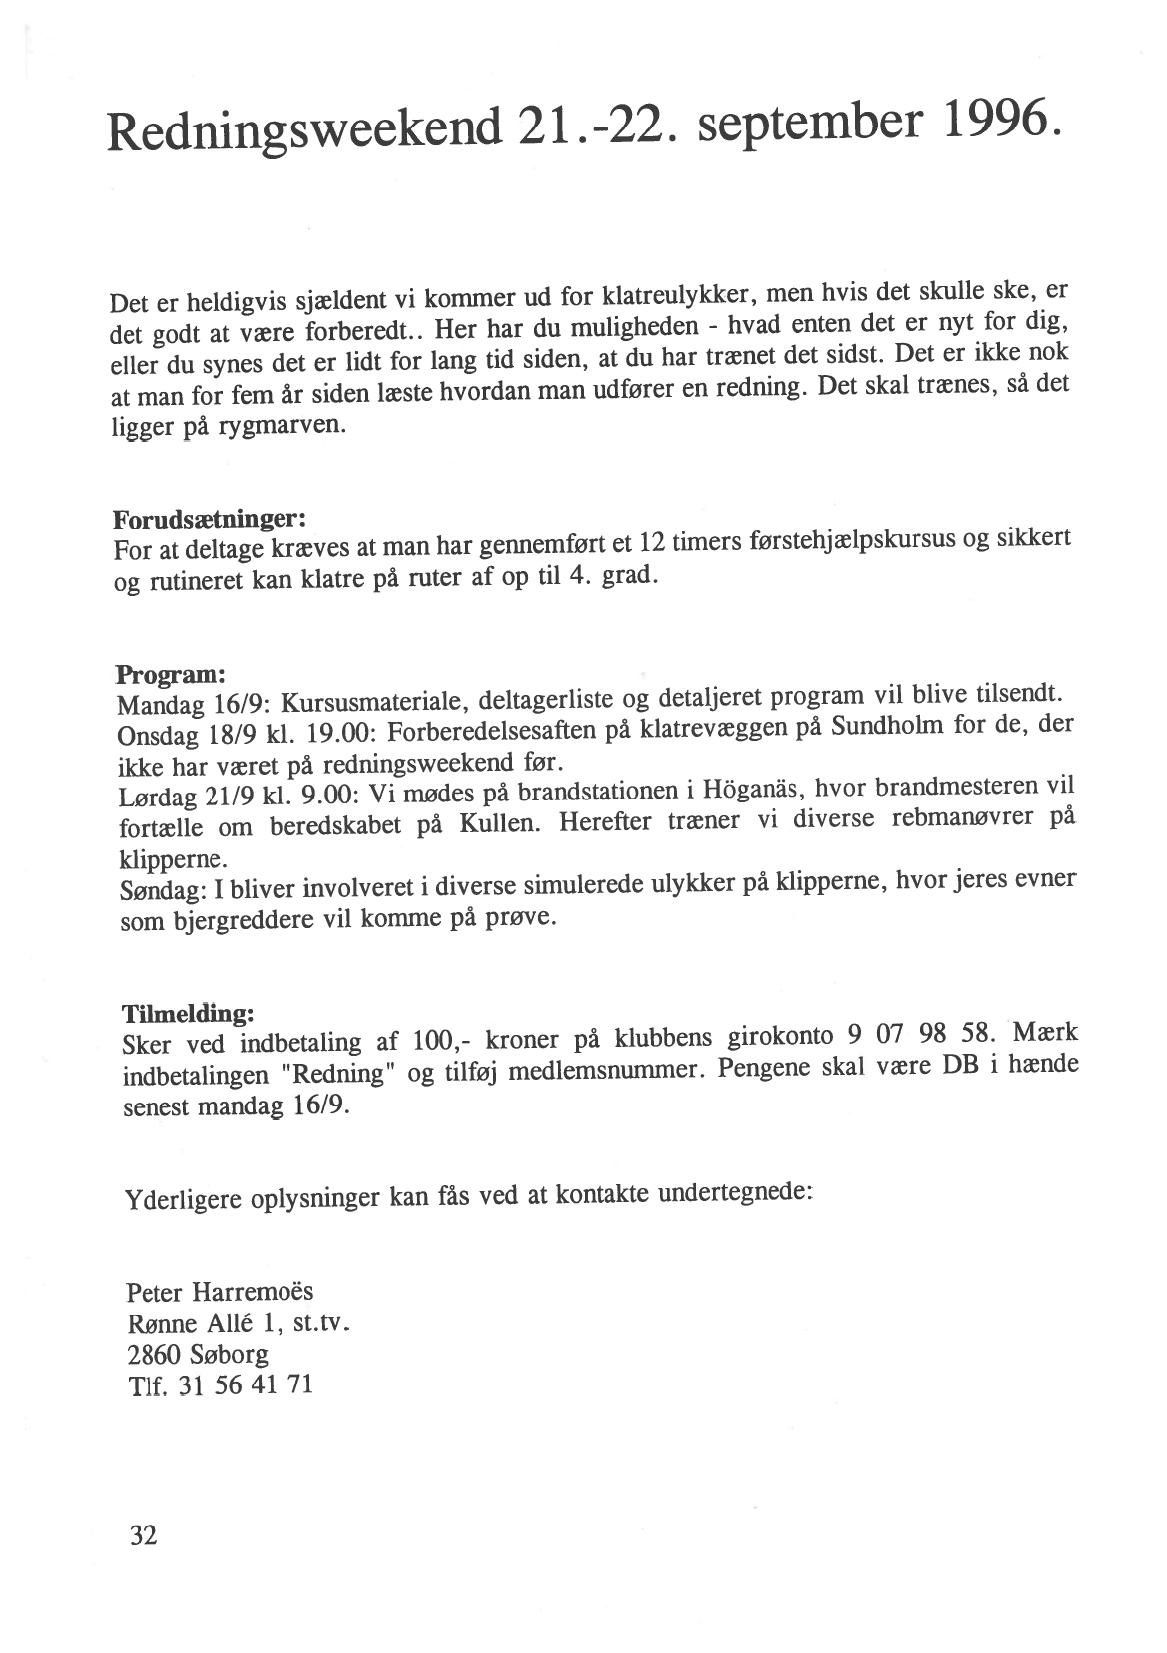 Redningsweekend 21.-22. september 1996.
Det er heldigvis sjældent vi kommer ud for klatreulykker, men hvis det skulle ske, er
det godt at være forberedt.. Her har du muligheden - hvad enten det er nyt for dig,
eller du synes det er lidt for lang tid siden, at du har trænet det sidst. Det er ikke nok
at man for fem år siden læste hvordan man udfører en redning. Det skal trænes, så det
ligger på rygmarven.
Forudsætninger:
For at deltage kræves at man har gennemført et 12 timers førstehjælpskursus og sikkert
og rutineret kan klatre på ruter af op til 4. grad.
Program:
Mandag 16/9: Kursusmateriale, deltagerliste og detaljeret program vil blive tilsendt.
Onsdag 18/9 kl. 19.00: Forberedelsesaften på klatrevæggen på Sundholm for de, der
ikke har været på redningsweekend før.
Lørdag 21/9 kl. 9.00: Vi mødes på brandstationen i Höganäs, hvor brandmesteren vil
fortælle om beredskabet på Kullen. Herefter træner vi diverse rebmanøvrer på
klipperne.
Søndag: I bliver involveret i diverse simulerede ulykker på klipperne, hvor jeres evner
som bjergreddere vil komme på prøve.
Tilmelding:
Sker ved indbetaling af 100,- kroner på klubbens girokonto 9 07 98 58. Mærk
indbetalingen "Redning" og tilføj medlemsnummer. Pengene skal være DB i hænde
senest mandag 16/9.
Yderligere oplysninger kan fås ved at kontakte undertegnede:
Peter Harremoës
Rønne Allé 1, st.tv.
2860 Søborg
Tlf. 31 56 41 71
32